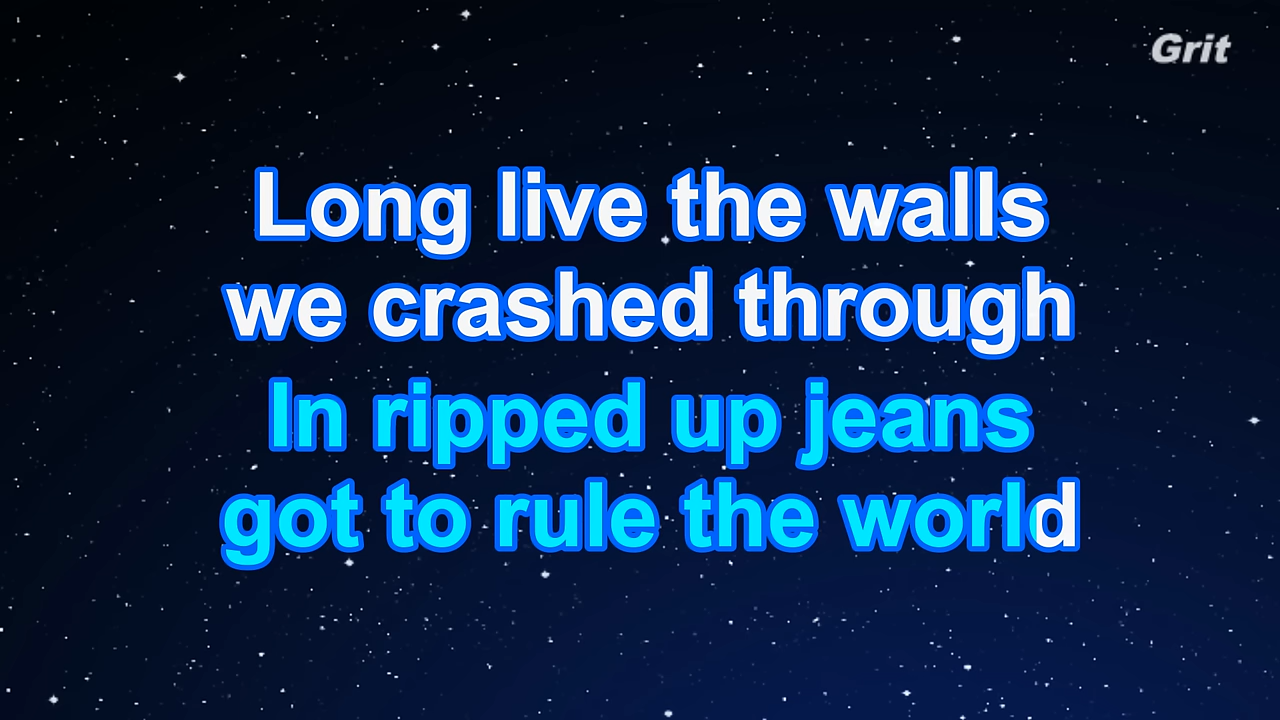 Grit
Long live the walls
we crashed through
In ripped up jeans
got to rule the world